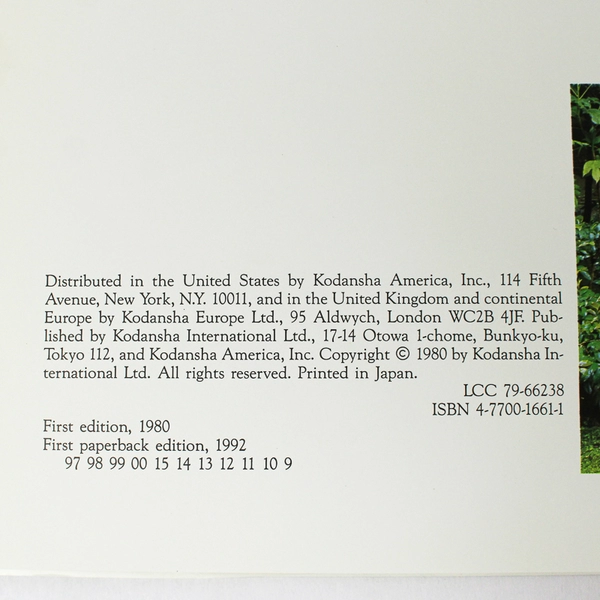 Distributed in the United States by Kodansha America, Inc., 114 Fifth
Avenue, New York, N.Y. 10011, and in the United Kingdom and continental
Europe by Kodansha Europe Ltd., 95 Aldwych, London WC2B 4JF. Pub-
lished by Kodansha International Ltd., 17-14 Otowa 1-chome, Bunkyo-ku,
Tokyo 112, and Kodansha America, Inc. Copyright © 1980 by Kodansha In-
ternational Ltd. All rights reserved. Printed in Japan.
LCC 79-66238
ISBN 4-7700-1661-1
First edition, 1980
First paperback edition, 1992
97 98 99 00 15 14 13 12 11 10 9